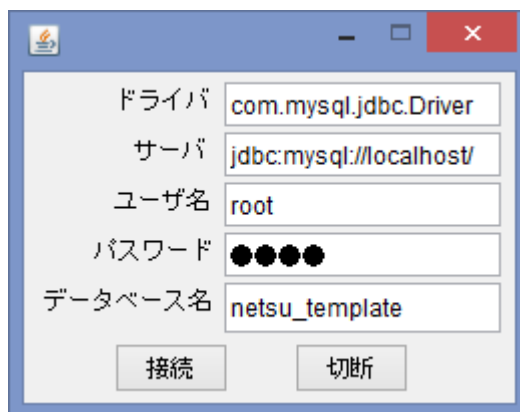 ドライバ com.mysql.jdbc.Driver
サーバ jdbc:mysql://localhost/
ユーザ名 root
パスワード ●●●●
データベース名 netsu_template
接続 切断